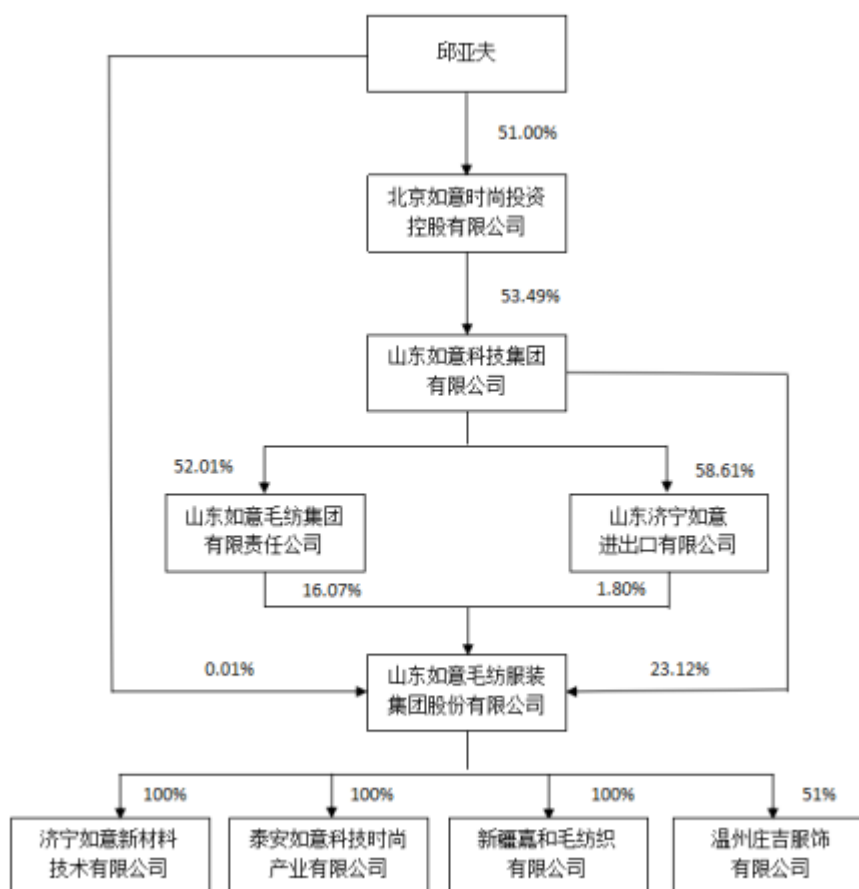 邱亚夫
51.00%
北京如意时尚投资
控股有限公司
53.49%
山东如意科技集团
有限公司
52.01%
58.61%
山东如意毛纺集团
有限责任公司
山东济宁如意
进出口有限公司
16.07%
1.80%
0.01%
山东如意毛纺服装
集团股份有限公司
23.12%
100%
100%
100%
51%
济宁如意新材料
技术有限公司
泰安如意科技时尚
产业有限公司
新疆嘉和毛纺织
有限公司
温州庄吉服饰
有限公司